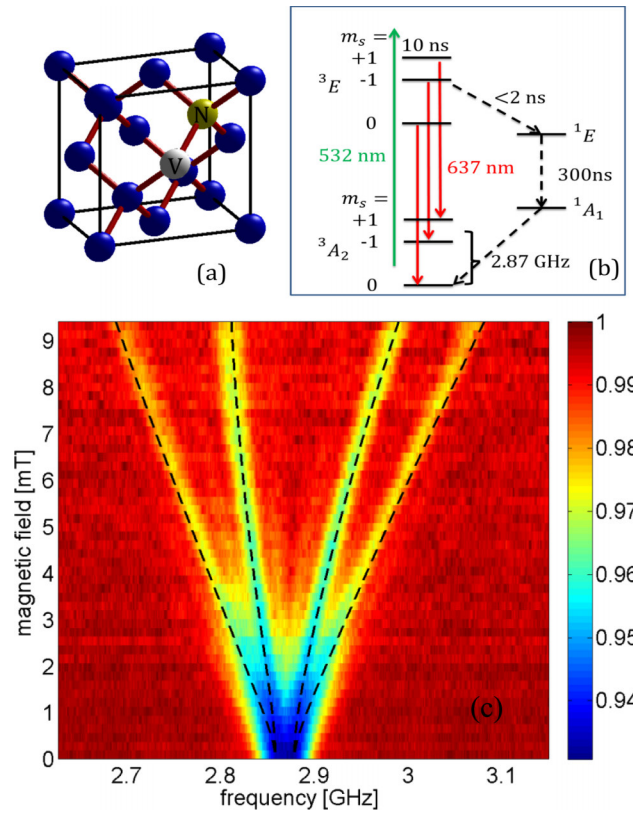 N
V
(a)
m_s =
10 ns
+1
³E
-1
<2 ns
0
¹E
532 nm
637 nm
300ns
m_s =
+1
¹A₁
³A₂
-1
2.87 GHz
0
(b)
9
8
7
6
5
4
3
2
1
0
magnetic field [mT]
2.7
2.8
2.9
3
3.1
frequency [GHz]
(c)
1
0.99
0.98
0.97
0.96
0.95
0.94